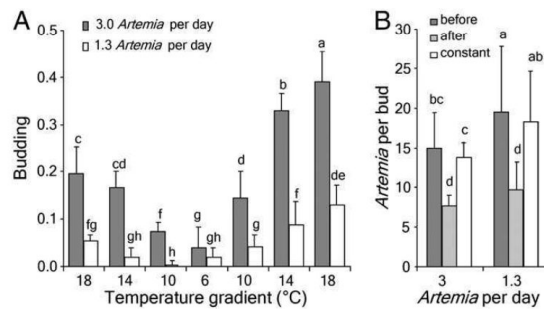 A
3.0 Artemia per day
1.3 Artemia per day
Budding
0.5
0.4
0.3
0.2
0.1
0.0
c
fg
cd
gh
f
h
g
gh
d
g
b
f
a
de
18
14
10
6
10
14
18
Temperature gradient (°C)
B
before
after
constant
Artemia per bud
30
25
20
15
10
5
0
bc
d
c
a
d
ab
3
1.3
Artemia per day